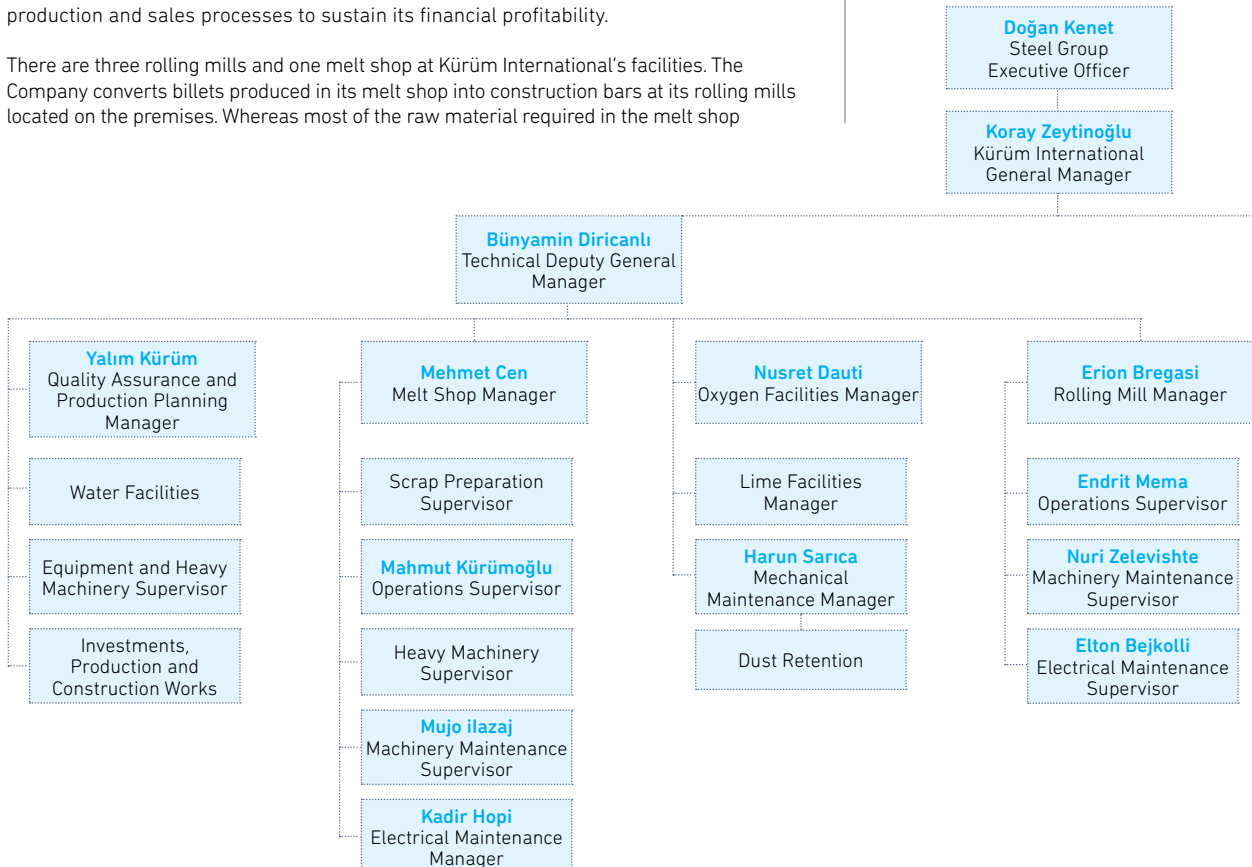 production and sales processes to sustain its financial profitability.
There are three rolling mills and one melt shop at Kürüm International's facilities. The
Company converts billets produced in its melt shop into construction bars at its rolling mills
located on the premises. Whereas most of the raw material required in the melt shop
Doğan Kenet
Steel Group
Executive Officer
Koray Zeytinoğlu
Kürüm International
General Manager
Bünyamin Diricanlı
Technical Deputy General
Manager
Yalım Kürüm
Quality Assurance and
Production Planning
Manager
Water Facilities
Equipment and Heavy
Machinery Supervisor
Investments,
Production and
Construction Works
Mehmet Cen
Melt Shop Manager
Scrap Preparation
Supervisor
Mahmut Kürümoğlu
Operations Supervisor
Heavy Machinery
Supervisor
Mujo iIazaj
Machinery Maintenance
Supervisor
Kadir Hopi
Electrical Maintenance
Manager
Nusret Dauti
Oxygen Facilities Manager
Lime Facilities
Manager
Harun Sarıca
Mechanical
Maintenance Manager
Dust Retention
Erion Bregasi
Rolling Mill Manager
Endrit Mema
Operations Supervisor
Nuri Zelevishte
Machinery Maintenance
Supervisor
Elton Bejkolli
Electrical Maintenance
Supervisor